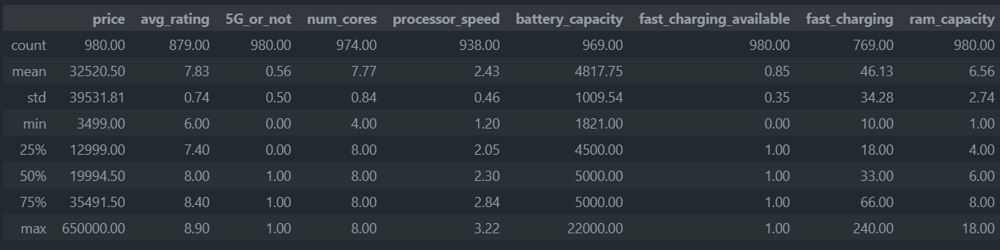 price avg_rating 5G_or_not num_cores processor_speed battery_capacity fast_charging_available fast_charging ram_capacity
count 980.00 879.00 980.00 974.00 938.00 969.00 980.00 769.00 980.00
mean 32520.50 7.83 0.56 7.77 2.43 4817.75 0.85 46.13 6.56
std 39531.81 0.74 0.50 0.84 0.46 1009.54 0.35 34.28 2.74
min 3499.00 6.00 0.00 4.00 1.20 1821.00 0.00 10.00 1.00
25% 12999.00 7.40 0.00 8.00 2.05 4500.00 1.00 18.00 4.00
50% 19994.50 8.00 1.00 8.00 2.30 5000.00 1.00 33.00 6.00
75% 35491.50 8.40 1.00 8.00 2.84 5000.00 1.00 66.00 8.00
max 650000.00 8.90 1.00 8.00 3.22 22000.00 1.00 240.00 18.00